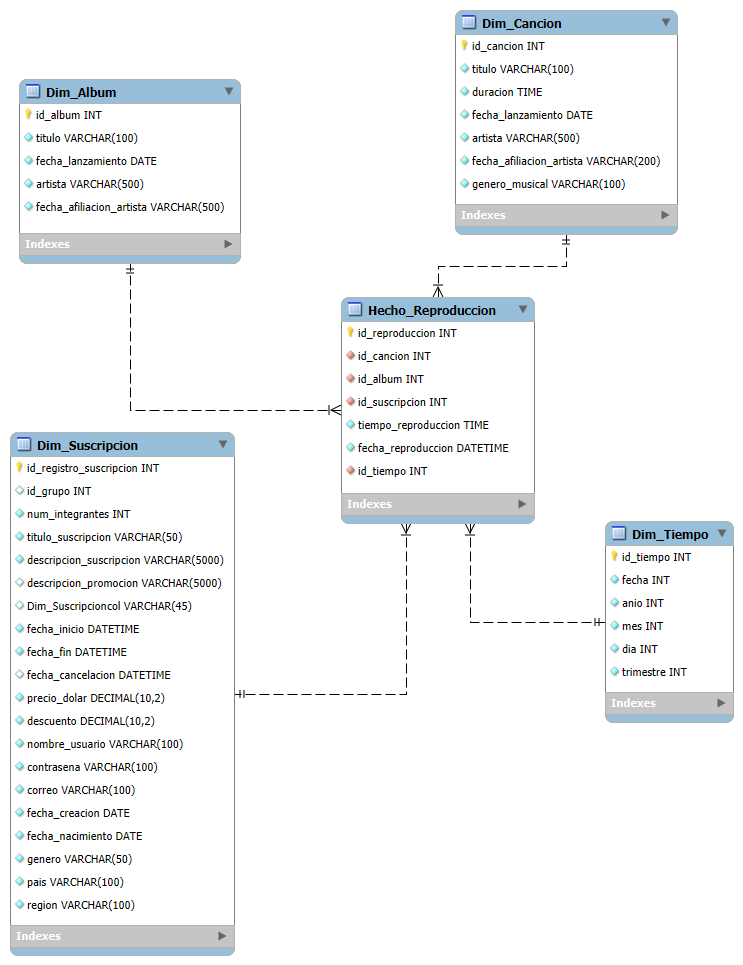 Dim_Cancion
id_cancion INT
titulo VARCHAR(100)
duracion TIME
fecha_lanzamiento DATE
artista VARCHAR(500)
fecha_afiliacion_artista VARCHAR(200)
genero_musical VARCHAR(100)
Indexes
Dim_Album
id_album INT
titulo VARCHAR(100)
fecha_lanzamiento DATE
artista VARCHAR(500)
fecha_afiliacion_artista VARCHAR(500)
Indexes
Hecho_Reproduccion
id_reproduccion INT
id_cancion INT
id_album INT
id_suscripcion INT
tiempo_reproduccion TIME
fecha_reproduccion DATETIME
id_tiempo INT
Indexes
Dim_Suscripcion
id_registro_suscripcion INT
id_grupo INT
num_integrantes INT
titulo_suscripcion VARCHAR(50)
descripcion_suscripcion VARCHAR(5000)
descripcion_promocion VARCHAR(5000)
Dim_Suscripcioncol VARCHAR(45)
fecha_inicio DATETIME
fecha_fin DATETIME
fecha_cancelacion DATETIME
precio_dolar DECIMAL(10,2)
descuento DECIMAL(10,2)
nombre_usuario VARCHAR(100)
contrasena VARCHAR(100)
correo VARCHAR(100)
fecha_creacion DATE
fecha_nacimiento DATE
genero VARCHAR(50)
pais VARCHAR(100)
region VARCHAR(100)
Indexes
Dim_Tiempo
id_tiempo INT
fecha INT
anio INT
mes INT
dia INT
trimestre INT
Indexes